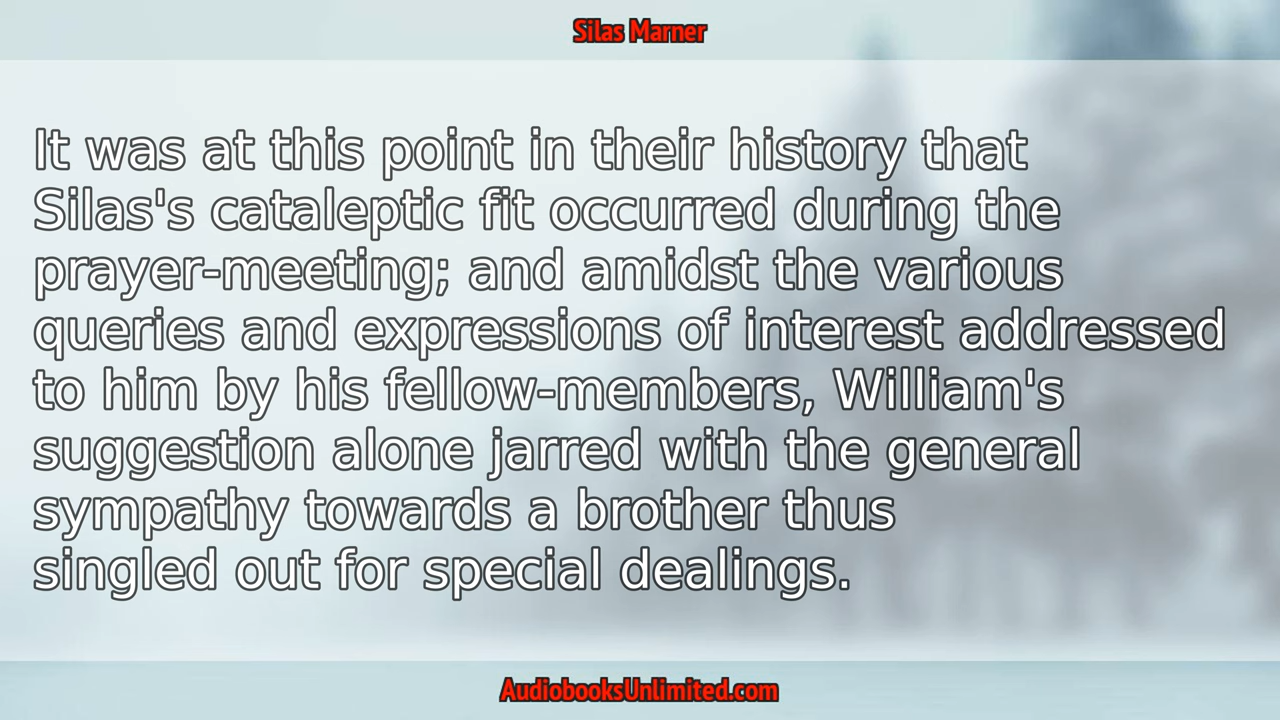 Silas Marner
It was at this point in their history that
Silas's cataleptic fit occurred during the
prayer-meeting; and amidst the various
queries and expressions of interest addressed
to him by his fellow-members, William's
suggestion alone jarred with the general
sympathy towards a brother thus
singled out for special dealings.
AudiobooksUnlimited.com